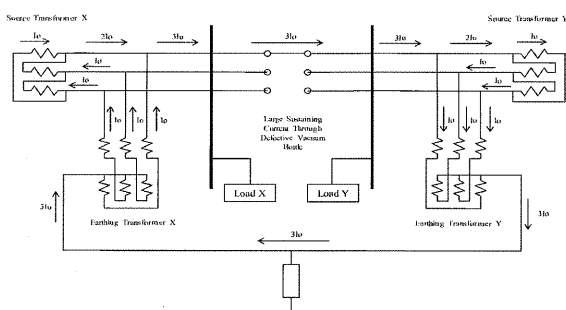 Source Transformer X
Source Transformer Y
Io
2Io
3Io
3Io
3Io
2Io
Io
Io
Io
Io
Io
Io
Io
Io
Io
Io
Io
Large Sustaining
Current Through
Defective Vacuum
Bottle
Load X
Load Y
3Io
Earthing Transformer X
Earthing Transformer Y
3Io
3Io